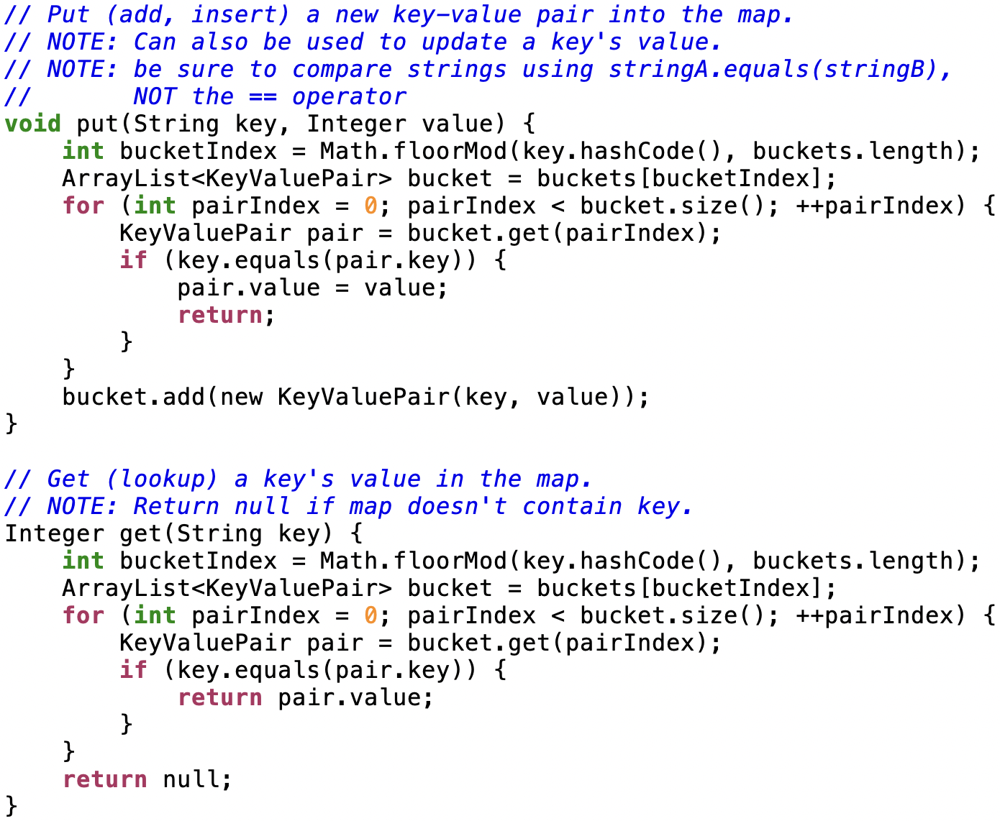 // Put (add, insert) a new key-value pair into the map.
// NOTE: Can also be used to update a key's value.
// NOTE: be sure to compare strings using stringA.equals(stringB),
//       NOT the == operator
void put(String key, Integer value) {
    int bucketIndex = Math.floorMod(key.hashCode(), buckets.length);
    ArrayList<KeyValuePair> bucket = buckets[bucketIndex];
    for (int pairIndex = 0; pairIndex < bucket.size(); ++pairIndex) {
        KeyValuePair pair = bucket.get(pairIndex);
        if (key.equals(pair.key)) {
            pair.value = value;
            return;
        }
    }
    bucket.add(new KeyValuePair(key, value));
}

// Get (lookup) a key's value in the map.
// NOTE: Return null if map doesn't contain key.
Integer get(String key) {
    int bucketIndex = Math.floorMod(key.hashCode(), buckets.length);
    ArrayList<KeyValuePair> bucket = buckets[bucketIndex];
    for (int pairIndex = 0; pairIndex < bucket.size(); ++pairIndex) {
        KeyValuePair pair = bucket.get(pairIndex);
        if (key.equals(pair.key)) {
            return pair.value;
        }
    }
    return null;
}